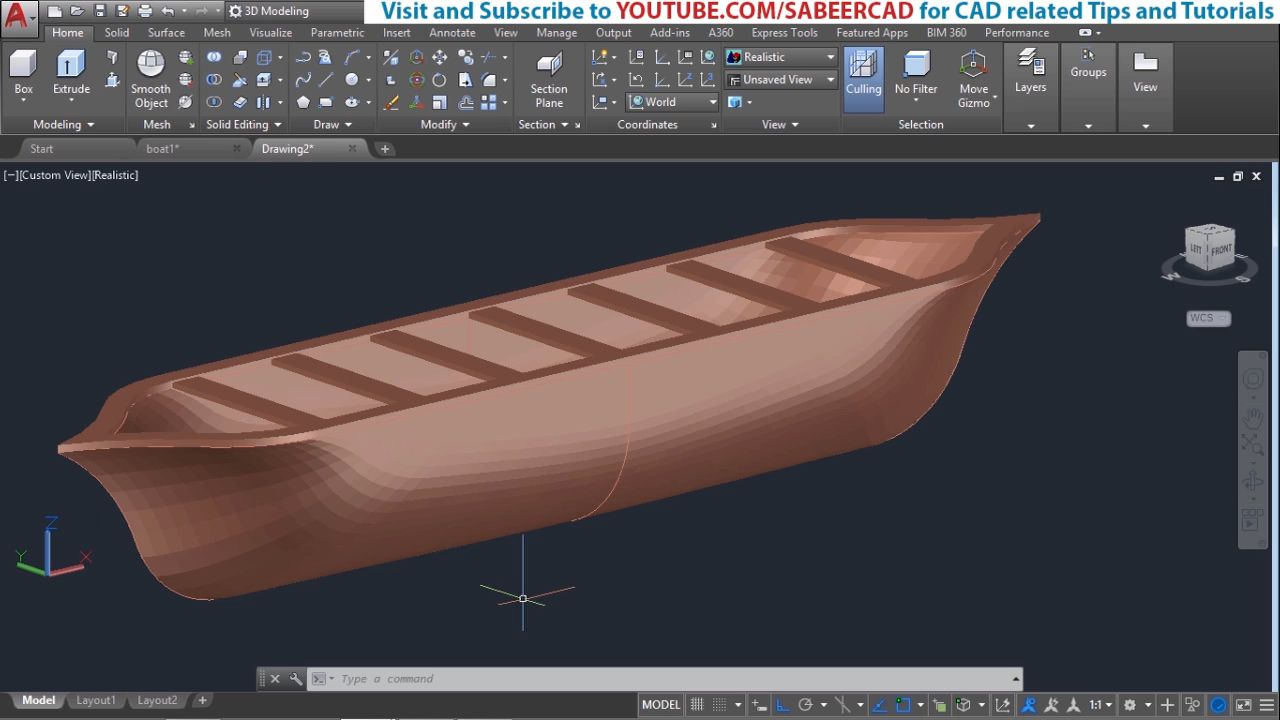 Visit and Subscribe to YOUTUBE.COM/SABEERCAD for CAD related Tips and Tutorials
3D Modeling
Home Solid Surface Mesh Visualize Parametric Insert Annotate View Manage Output Add-ins A360 Express Tools Featured Apps BIM 360 Performance
Realistic
Unsaved View
World
Box Extrude Smooth Object Section Plane Culling No Filter Move Gizmo Layers Groups View
Modeling Mesh Solid Editing Draw Modify Section Coordinates View Selection
Start boat1* Drawing2*
[−][Custom View][Realistic]
LEFT FRONT
W S
WCS
Z
Y X
Type a command
Model Layout1 Layout2 MODEL 1:1